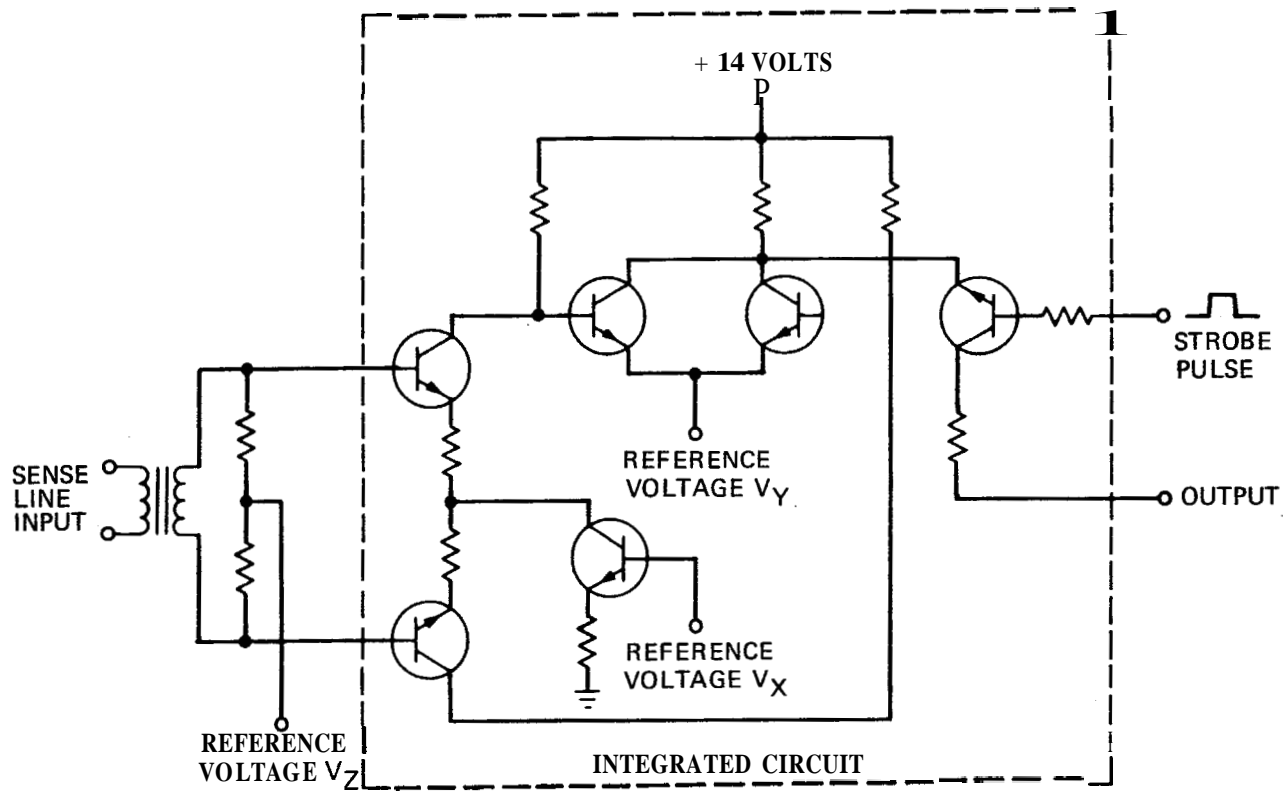 1
+ 14 VOLTS
P
STROBE
PULSE
SENSE
LINE
INPUT
REFERENCE
VOLTAGE VY
OUTPUT
REFERENCE
VOLTAGE VX
REFERENCE
VOLTAGE VZ
INTEGRATED CIRCUIT